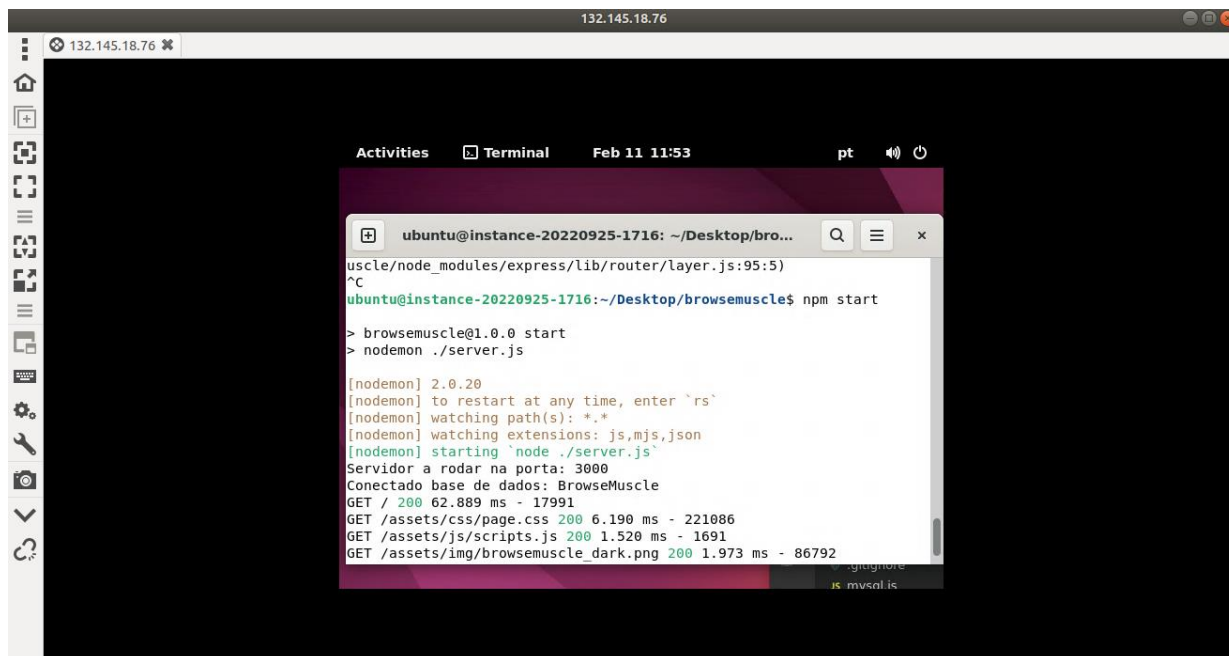 132.145.18.76
132.145.18.76
Activities Terminal Feb 11 11:53 pt
ubuntu@instance-20220925-1716: ~/Desktop/bro...
uscle/node_modules/express/lib/router/layer.js:95:5)
^C
ubuntu@instance-20220925-1716:~/Desktop/browsemuscle$ npm start
> browsemuscle@1.0.0 start
> nodemon ./server.js
[nodemon] 2.0.20
[nodemon] to restart at any time, enter `rs`
[nodemon] watching path(s): *.*
[nodemon] watching extensions: js,mjs,json
[nodemon] starting `node ./server.js`
Servidor a rodar na porta: 3000
Conectado base de dados: BrowseMuscle
GET / 200 62.889 ms - 17991
GET /assets/css/page.css 200 6.190 ms - 221086
GET /assets/js/scripts.js 200 1.520 ms - 1691
GET /assets/img/browsemuscle_dark.png 200 1.973 ms - 86792
.gitignore
JS mysql.js